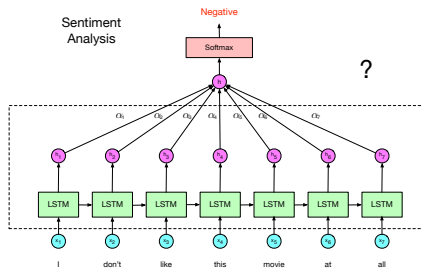 Negative
Sentiment
Analysis
Softmax
?
h
α₁ α₂ α₃ α₄ α₅ α₆ α₇
h₁ h₂ h₃ h₄ h₅ h₆ h₇
LSTM LSTM LSTM LSTM LSTM LSTM LSTM
x₁ x₂ x₃ x₄ x₅ x₆ x₇
I don't like this movie at all